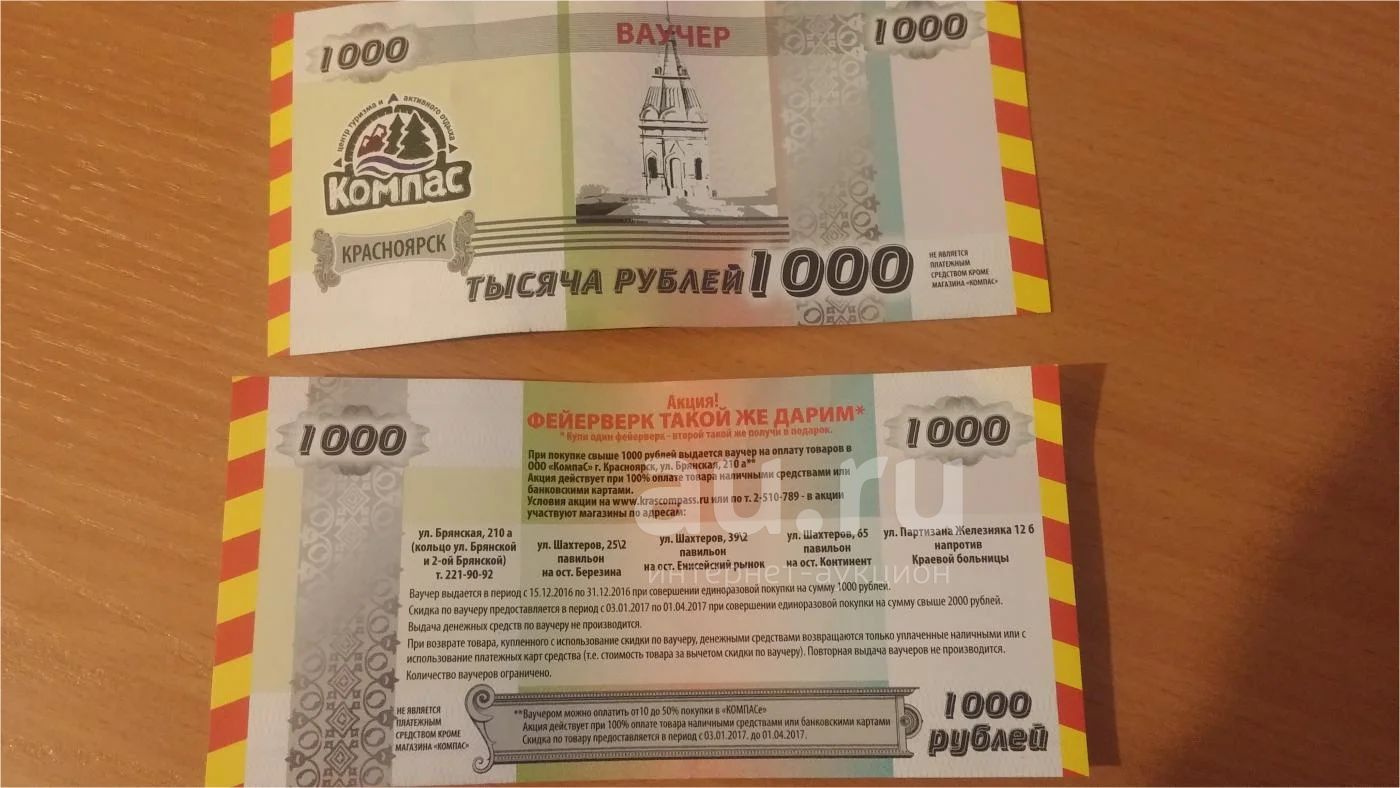 1000
ВАУЧЕР
1000
центр туризма и активного отдыха
Компас
КРАСНОЯРСК
ТЫСЯЧА РУБЛЕЙ 1000
НЕ ЯВЛЯЕТСЯ
ПЛАТЕЖНЫМ
СРЕДСТВОМ КРОМЕ
МАГАЗИНА «КОМПАС»
1000
Акция!
ФЕЙЕРВЕРК ТАКОЙ ЖЕ ДАРИМ*
* Купи один фейерверк - второй такой же получи в подарок.
1000
При покупке свыше 1000 рублей выдается ваучер на оплату товаров в
ООО «КомпаС» г. Красноярск, ул. Брянская, 210 а**
Акция действует при 100% оплате товара наличными средствами или
банковскими картами.
Условия акции на www.krascompass.ru или по т. 2-510-789 - в акции
участвуют магазины по адресам:
ул. Брянская, 210 а
(кольцо ул. Брянской
и 2-ой Брянской)
т. 221-90-92
ул. Шахтеров, 25\2
павильон
на ост. Березина
ул. Шахтеров, 39\2
павильон
на ост. Енисейский рынок
ул. Шахтеров, 65
павильон
на ост. Континент
ул. Партизана Железняка 12 б
напротив
Краевой больницы
au.ru
интернет-аукцион
Ваучер выдается в период с 15.12.2016 по 31.12.2016 при совершении единоразовой покупки на сумму 1000 рублей.
Скидка по ваучеру предоставляется в период с 03.01.2017 по 01.04.2017 при совершении единоразовой покупки на сумму свыше 2000 рублей.
Выдача денежных средств по ваучеру не производится.
При возврате товара, купленного с использование скидки по ваучеру, денежными средствами возвращаются только уплаченные наличными или с
использование платежных карт средства (т.е. стоимость товара за вычетом скидки по ваучеру). Повторная выдача ваучеров не производится.
Количество ваучеров ограничено.
НЕ ЯВЛЯЕТСЯ
ПЛАТЕЖНЫМ
СРЕДСТВОМ КРОМЕ
МАГАЗИНА «КОМПАС»
**Ваучером можно оплатить от10 до 50% покупки в «КОМПАСе»
Акция действует при 100% оплате товара наличными средствами или банковскими картами
Скидка по товару предоставляется в период с 03.01.2017. до 01.04.2017.
1000
рублей